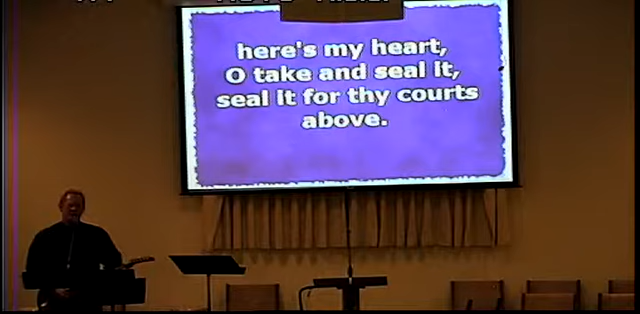 here's my heart,
O take and seal it,
seal it for thy courts
above.